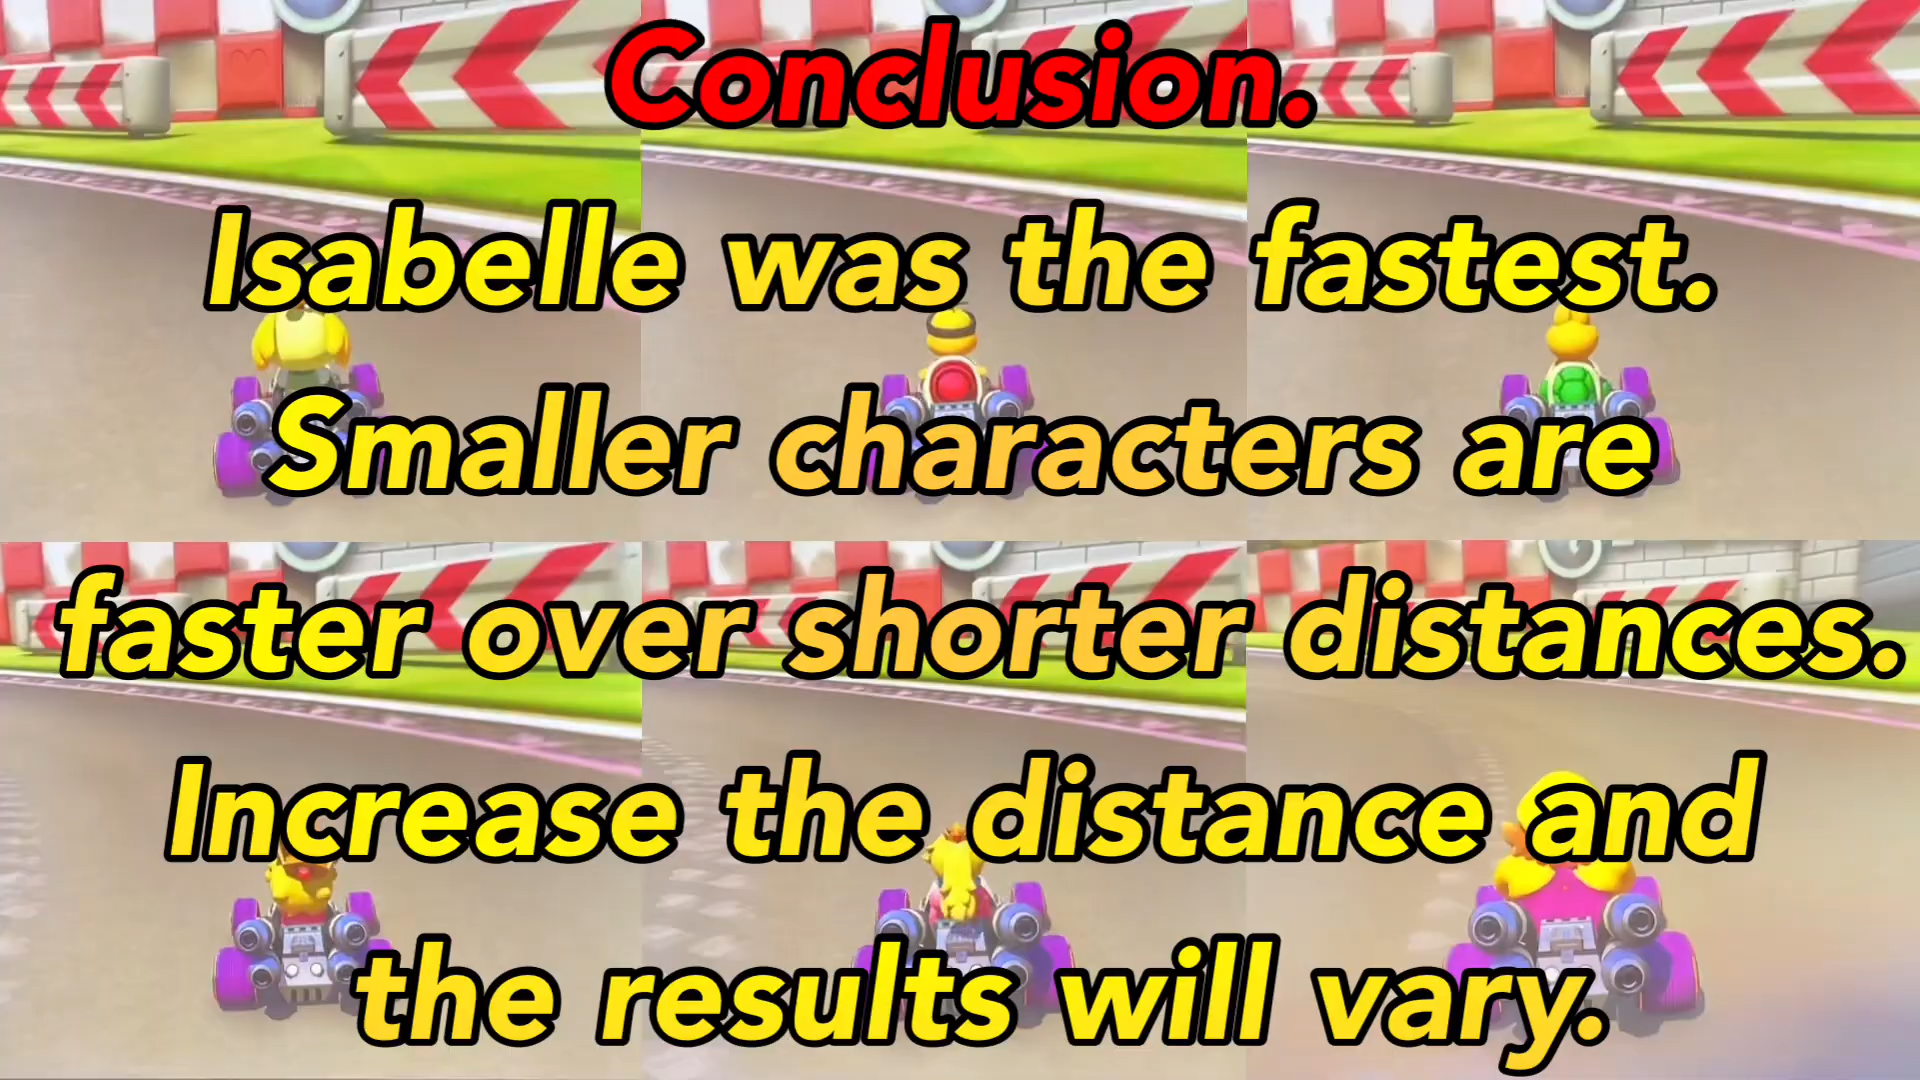 Conclusion.
Isabelle was the fastest.
Smaller characters are
faster over shorter distances.
Increase the distance and
the results will vary.